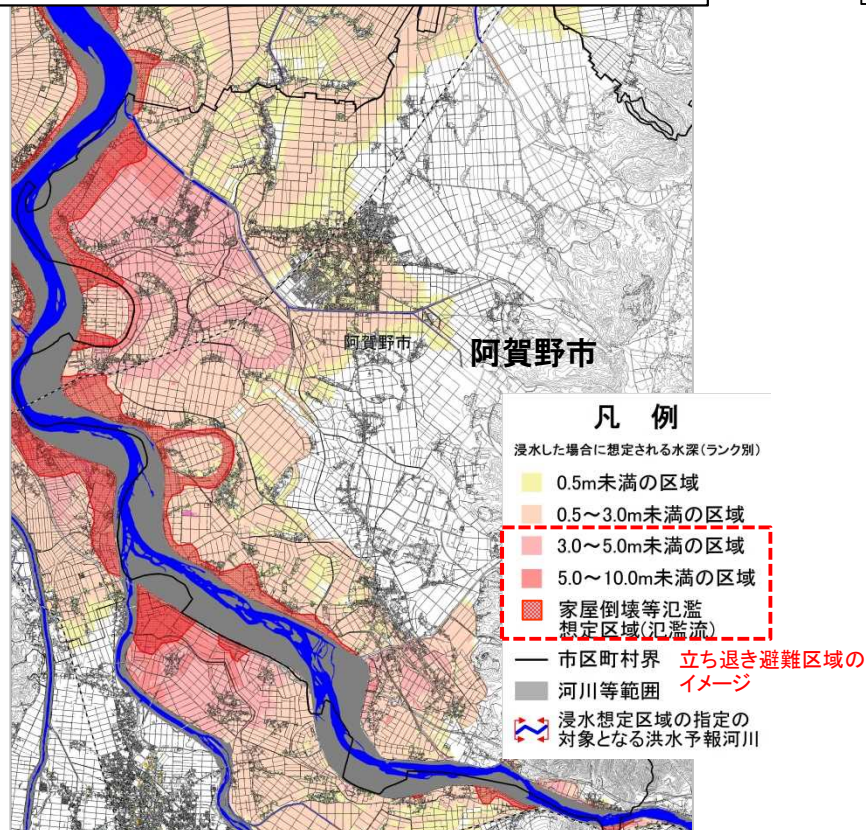 阿賀野市
阿賀野市
凡 例
浸水した場合に想定される水深(ランク別)
0.5m未満の区域
0.5～3.0m未満の区域
3.0～5.0m未満の区域
5.0～10.0m未満の区域
家屋倒壊等氾濫
想定区域(氾濫流)
市区町村界
立ち退き避難区域の
イメージ
河川等範囲
浸水想定区域の指定の
対象となる洪水予報河川